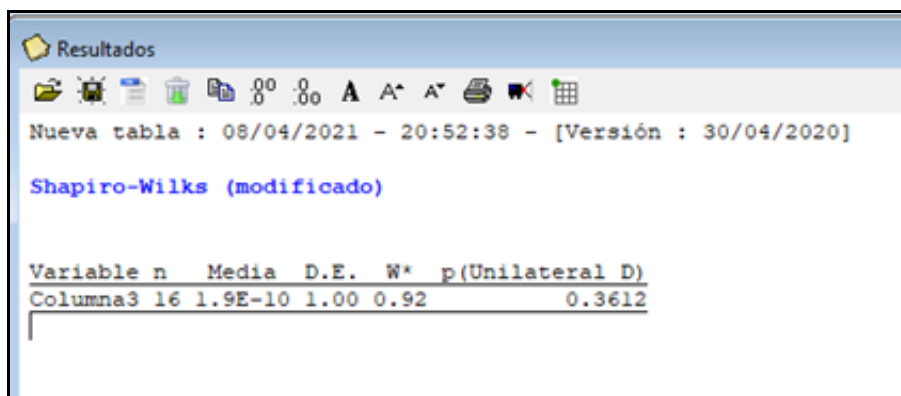 Resultados
Nueva tabla : 08/04/2021 - 20:52:38 - [Versión : 30/04/2020]
Shapiro-Wilks (modificado)
Variable n Media D.E. W* p(Unilateral D)
Columna3 16 1.9E-10 1.00 0.92 0.3612